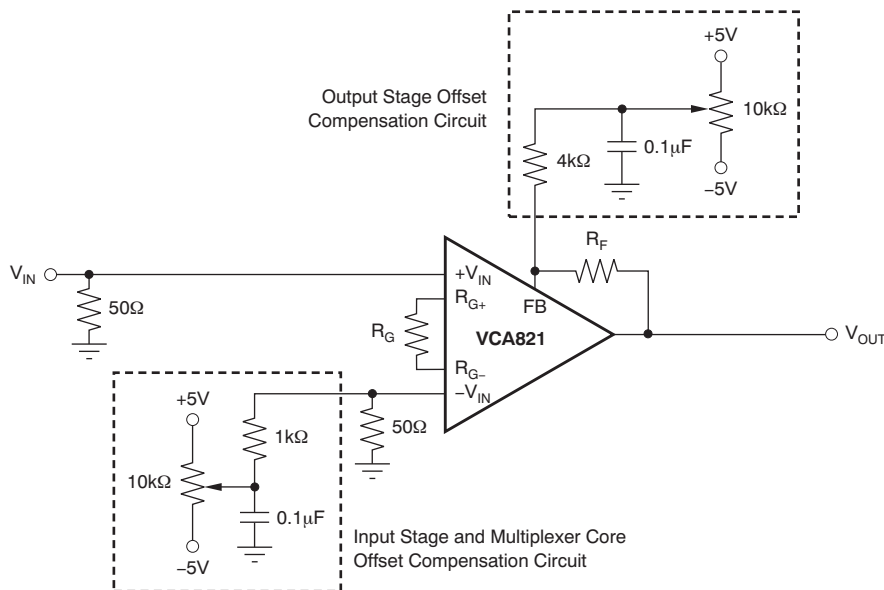 +5V
Output Stage Offset
Compensation Circuit
10kΩ
0.1μF
4kΩ
−5V
R_F
V_IN
+V_IN
R_G+
FB
50Ω
R_G
VCA821
V_OUT
R_G−
−V_IN
+5V
50Ω
1kΩ
10kΩ
0.1μF
Input Stage and Multiplexer Core
Offset Compensation Circuit
−5V